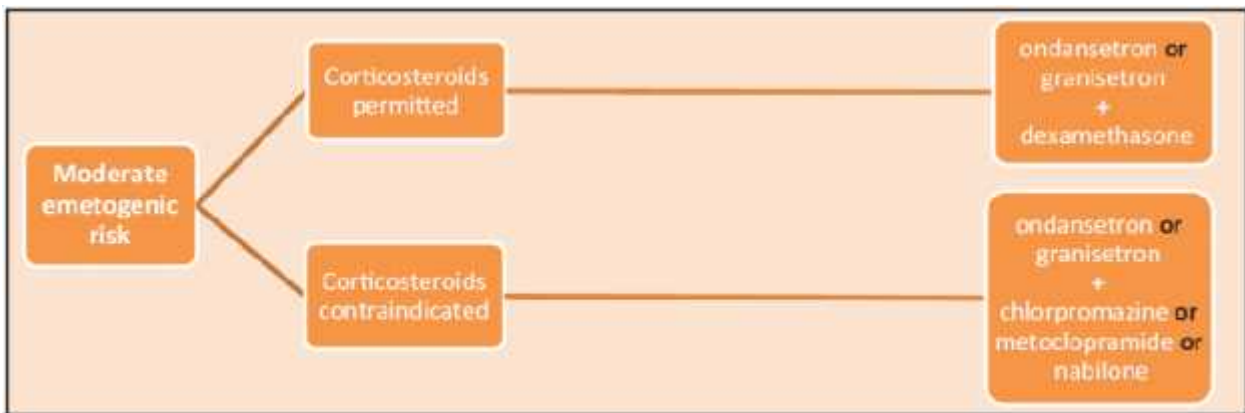 Moderate
emetogenic
risk
Corticosteroids
permitted
ondansetron or
granisetron
+
dexamethasone
Corticosteroids
contraindicated
ondansetron or
granisetron
+
chlorpromazine or
metoclopramide or
nabilone